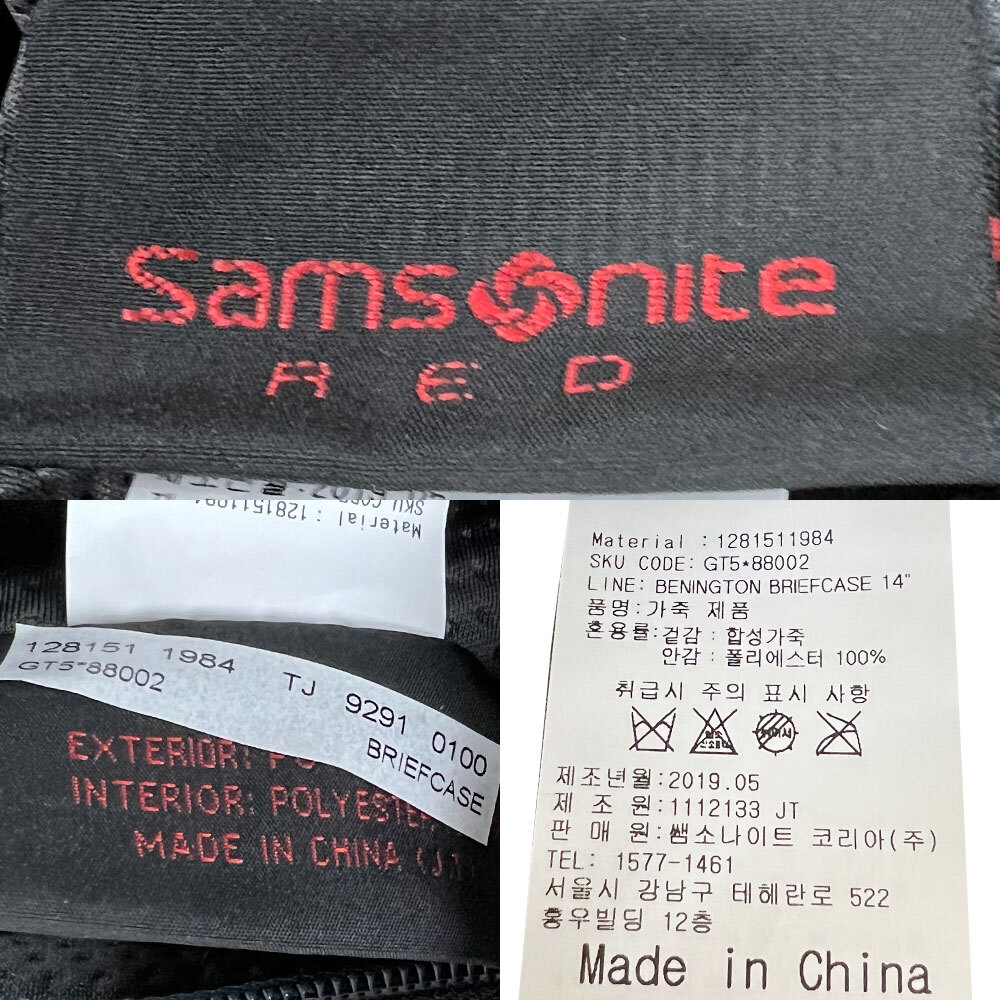 Samsonite
RED
SKU CODE
Material : 1281511984
128151 1984 TJ 9291 0100
GT5*88002 BRIEFCASE
EXTERIOR: PO
INTERIOR: POLYESTER
MADE IN CHINA (J.T
Material : 1281511984
SKU CODE: GT5*88002
LINE: BENINGTON BRIEFCASE 14"
품명:가죽 제품
혼용률:겉감 : 합성가죽
안감 : 폴리에스터 100%
취급시 주의 표시 사항
제조년월:2019.05
제 조 원:1112133 JT
판 매 원:쌤소나이트 코리아(주)
TEL: 1577-1461
서울시 강남구 테헤란로 522
홍우빌딩 12층
Made in China